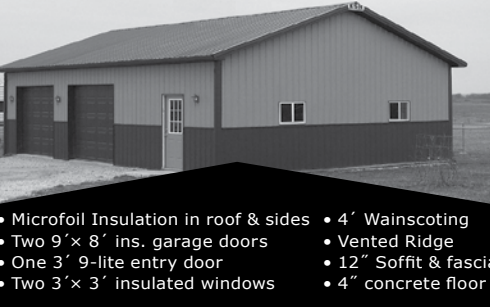 • Microfoil Insulation in roof & sides
• Two 9´× 8´ ins. garage doors
• One 3´ 9-lite entry door
• Two 3´× 3´ insulated windows
• 4´ Wainscoting
• Vented Ridge
• 12˝ Soffit & fascia
• 4˝ concrete floor